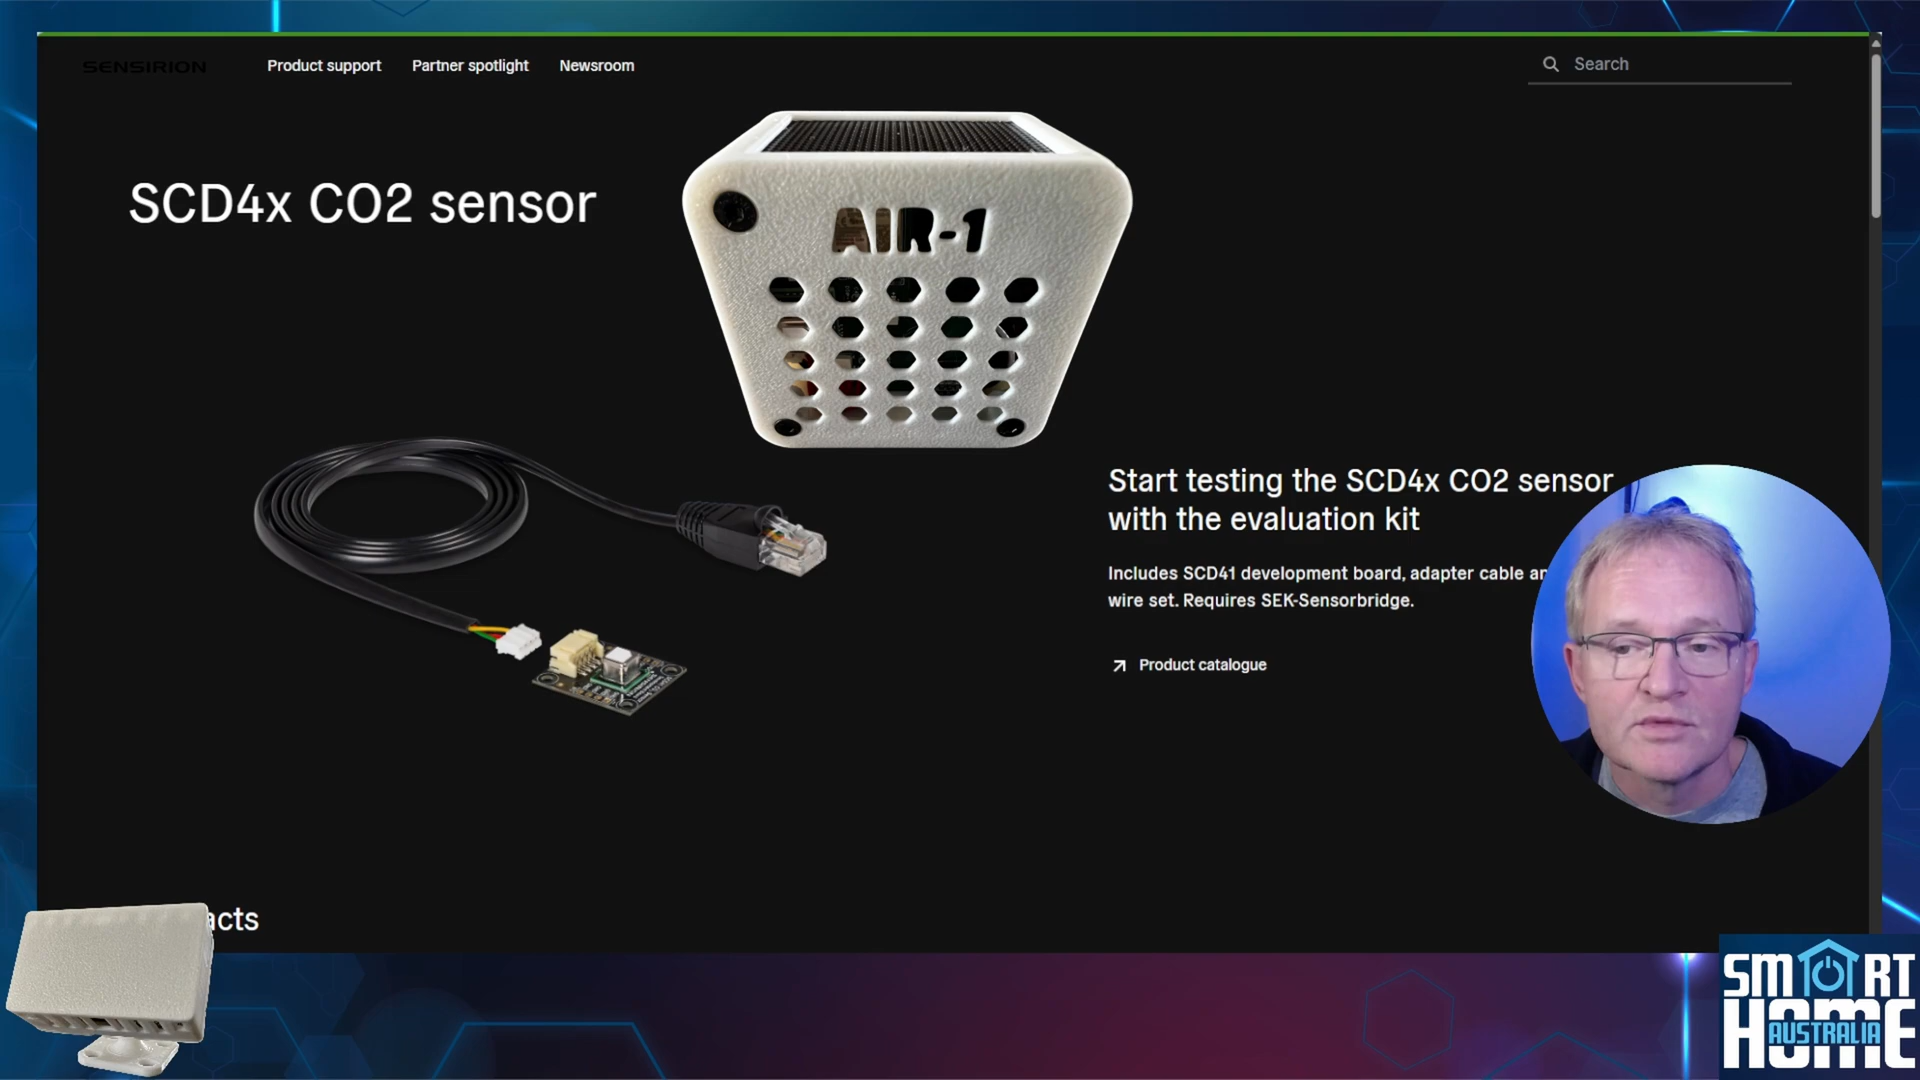 SENSIRION
Product support
Partner spotlight
Newsroom
Search
SCD4x CO2 sensor
AIR-1
Start testing the SCD4x CO2 sensor
with the evaluation kit
Includes SCD41 development board, adapter cable
wire set. Requires SEK-Sensorbridge.
Product catalogue
SMART
HOME
AUSTRALIA